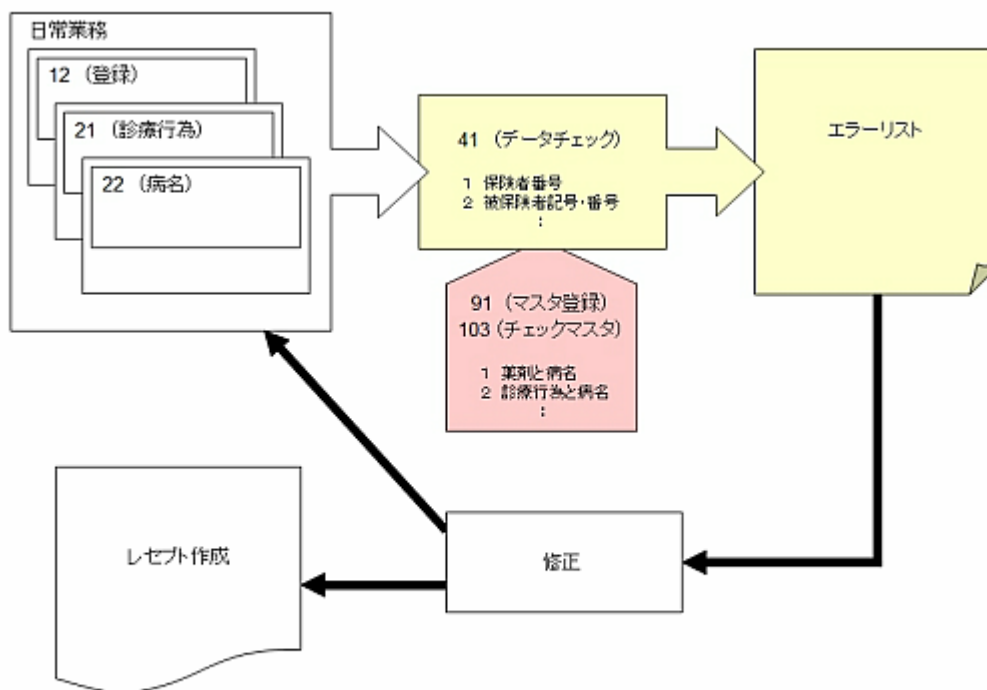 日常業務
12 (登録)
21 (診療行為)
22 (病名)
41 (データチェック)
1 保険者番号
2 被保険者記号・番号
:
エラーリスト
91 (マスタ登録)
103 (チェックマスタ)
1 薬剤と病名
2 診療行為と病名
:
レセプト作成
修正